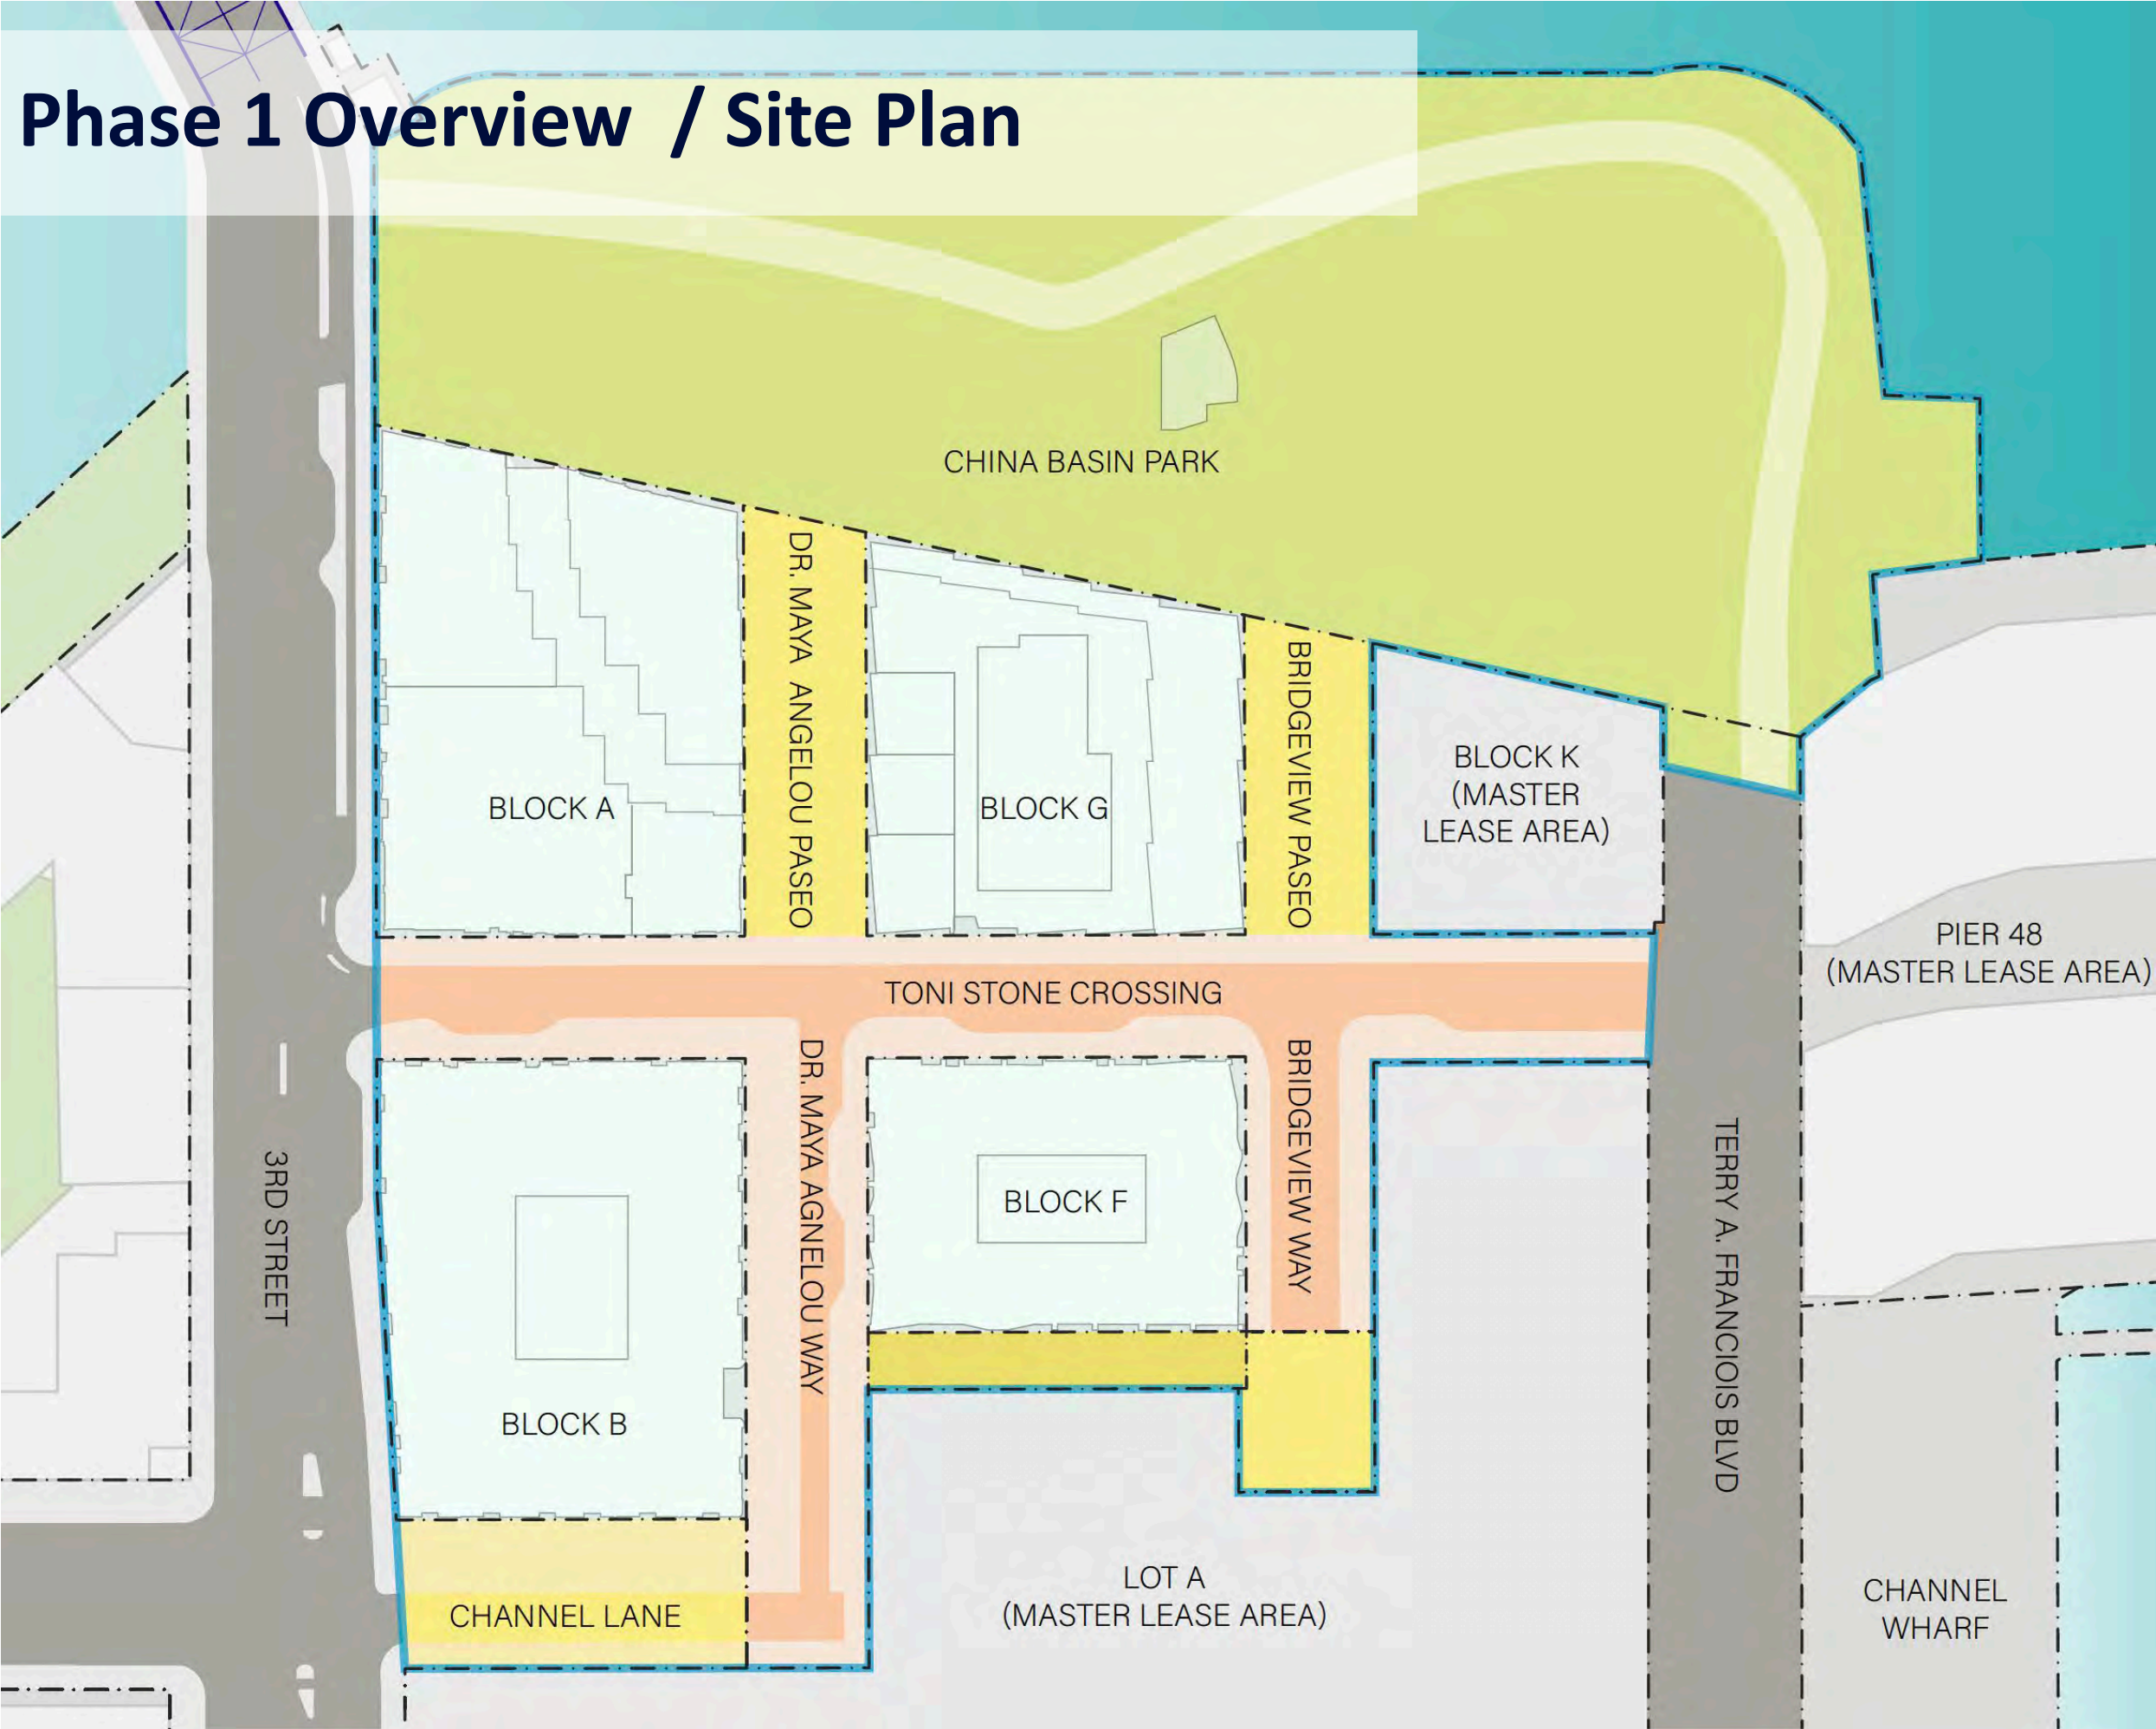 Phase 1 Overview / Site Plan
CHINA BASIN PARK
DR. MAYA ANGELOU PASEO
BRIDGEVIEW PASEO
BLOCK K
(MASTER
LEASE AREA)
BLOCK A
BLOCK G
PIER 48
(MASTER LEASE AREA)
TONI STONE CROSSING
DR. MAYA AGNELOU WAY
BRIDGEVIEW WAY
3RD STREET
TERRY A. FRANCIOIS BLVD
BLOCK F
BLOCK B
LOT A
(MASTER LEASE AREA)
CHANNEL
WHARF
CHANNEL LANE